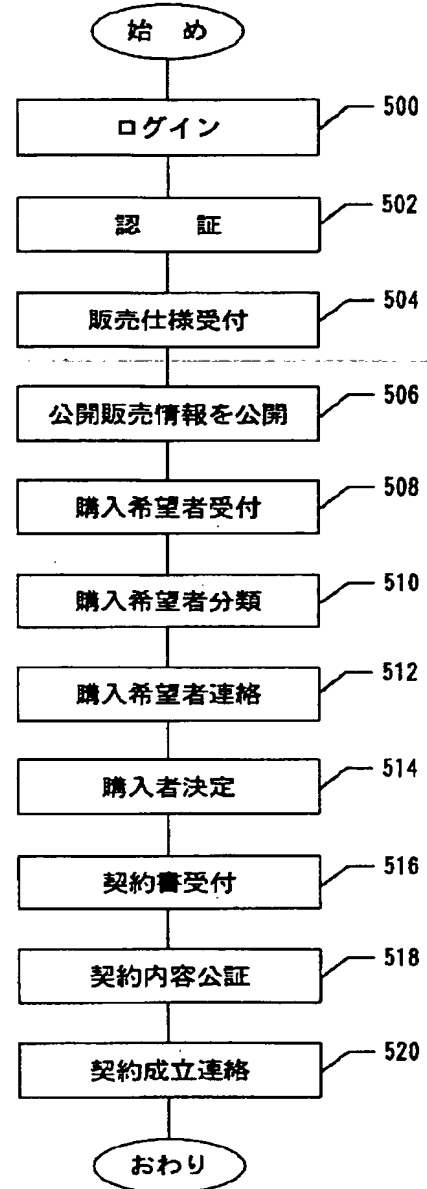 始め
ログイン
500
認証
502
販売仕様受付
504
公開販売情報を公開
506
購入希望者受付
508
購入希望者分類
510
購入希望者連絡
512
購入者決定
514
契約書受付
516
契約内容公証
518
契約成立連絡
520
おわり